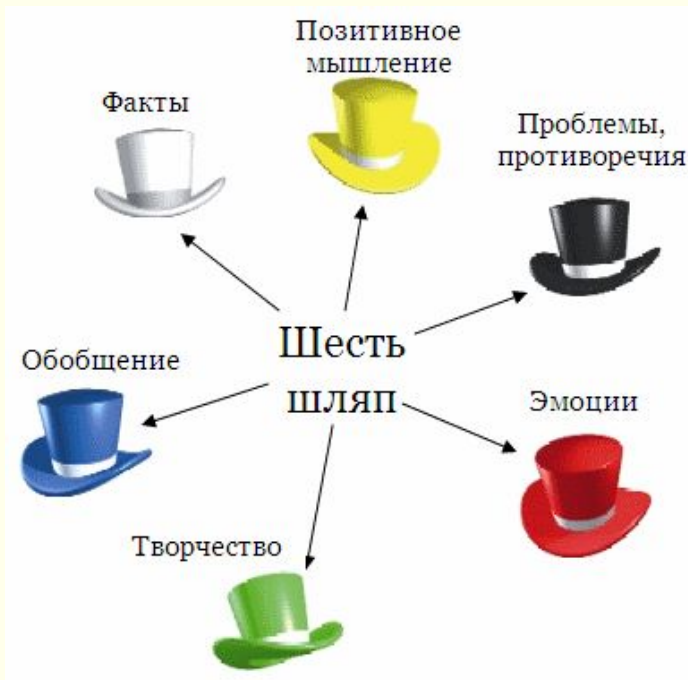 Позитивное
мышление
Факты
Проблемы,
противоречия
Шесть
шляп
Обобщение
Эмоции
Творчество